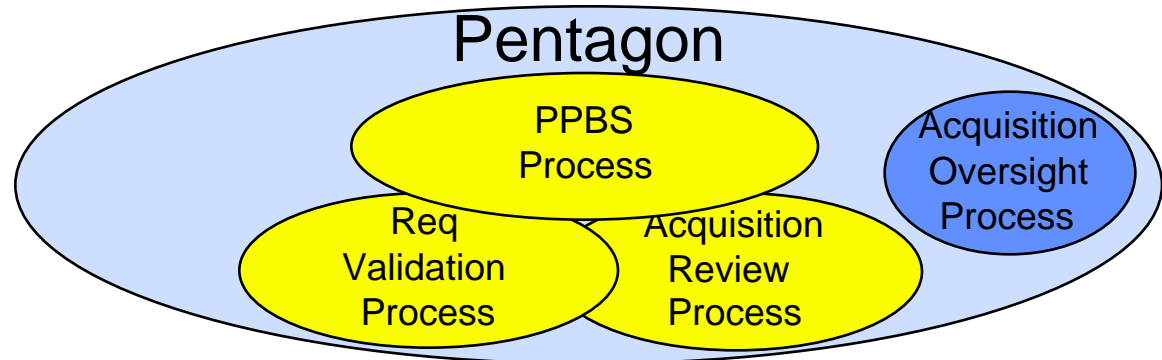 Pentagon
PPBS
Process
Acquisition
Oversight
Process
Req
Validation
Process
Acquisition
Review
Process